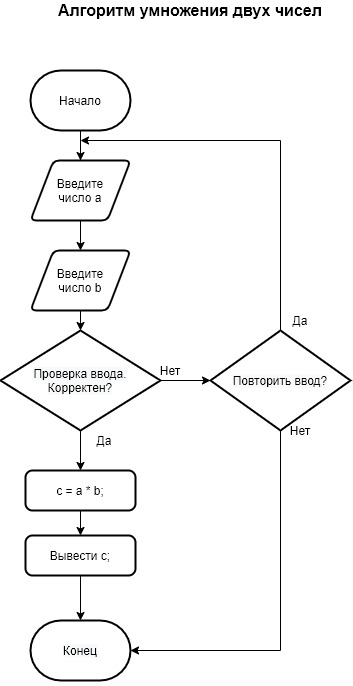 Алгоритм умножения двух чисел
Начало
Введите
число a
Введите
число b
Проверка ввода.
Корректен?
Нет
Повторить ввод?
Да
Нет
Да
c = a * b;
Вывести c;
Конец